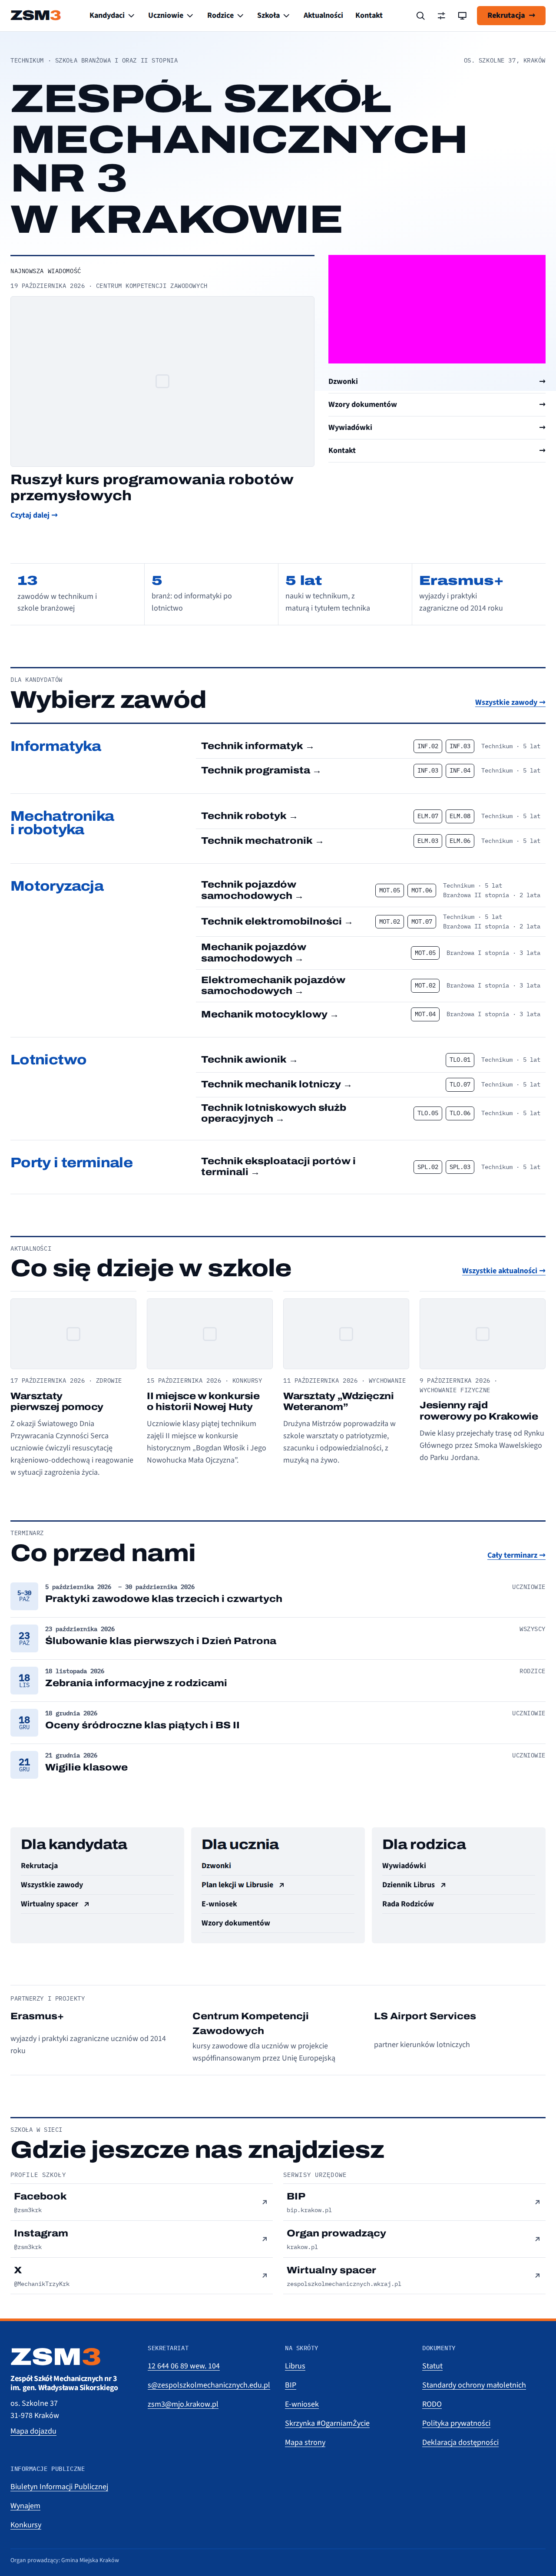 ZSM3 Kandydaci Uczniowie Rodzice Szkoła Aktualności Kontakt Rekrutacja →
TECHNIKUM · SZKOŁA BRANŻOWA I ORAZ II STOPNIA
OS. SZKOLNE 37, KRAKÓW
ZESPÓŁ SZKÓŁ
MECHANICZNYCH
NR 3
W KRAKOWIE
NAJNOWSZA WIADOMOŚĆ
19 PAŹDZIERNIKA 2026 · CENTRUM KOMPETENCJI ZAWODOWYCH
Ruszył kurs programowania robotów
przemysłowych
Czytaj dalej →
Dzwonki →
Wzory dokumentów →
Wywiadówki →
Kontakt →
13
zawodów w technikum i
szkole branżowej
5
branż: od informatyki po
lotnictwo
5 lat
nauki w technikum, z
maturą i tytułem technika
Erasmus+
wyjazdy i praktyki
zagraniczne od 2014 roku
DLA KANDYDATÓW
Wybierz zawód
Wszystkie zawody →
Informatyka
Technik informatyk → INF.02 INF.03 Technikum · 5 lat
Technik programista → INF.03 INF.04 Technikum · 5 lat
Mechatronika
i robotyka
Technik robotyk → ELM.07 ELM.08 Technikum · 5 lat
Technik mechatronik → ELM.03 ELM.06 Technikum · 5 lat
Motoryzacja
Technik pojazdów
samochodowych → MOT.05 MOT.06
Technikum · 5 lat
Branżowa II stopnia · 2 lata
Technik elektromobilności → MOT.02 MOT.07
Technikum · 5 lat
Branżowa II stopnia · 2 lata
Mechanik pojazdów
samochodowych → MOT.05 Branżowa I stopnia · 3 lata
Elektromechanik pojazdów
samochodowych → MOT.02 Branżowa I stopnia · 3 lata
Mechanik motocyklowy → MOT.04 Branżowa I stopnia · 3 lata
Lotnictwo
Technik awionik → TLO.01 Technikum · 5 lat
Technik mechanik lotniczy → TLO.07 Technikum · 5 lat
Technik lotniskowych służb
operacyjnych → TLO.05 TLO.06 Technikum · 5 lat
Porty i terminale
Technik eksploatacji portów i
terminali → SPL.02 SPL.03 Technikum · 5 lat
AKTUALNOŚCI
Co się dzieje w szkole
Wszystkie aktualności →
17 PAŹDZIERNIKA 2026 · ZDROWIE
Warsztaty
pierwszej pomocy
Z okazji Światowego Dnia
Przywracania Czynności Serca
uczniowie ćwiczyli resuscytację
krążeniowo-oddechową i reagowanie
w sytuacji zagrożenia życia.
15 PAŹDZIERNIKA 2026 · KONKURSY
II miejsce w konkursie
o historii Nowej Huty
Uczniowie klasy piątej technikum
zajęli II miejsce w konkursie
historycznym „Bogdan Włosik i Jego
Nowohucka Mała Ojczyzna”.
11 PAŹDZIERNIKA 2026 · WYCHOWANIE
Warsztaty „Wdzięczni
Weteranom”
Drużyna Mistrzów poprowadziła w
szkole warsztaty o patriotyzmie,
szacunku i odpowiedzialności, z
muzyką na żywo.
9 PAŹDZIERNIKA 2026 ·
WYCHOWANIE FIZYCZNE
Jesienny rajd
rowerowy po Krakowie
Dwie klasy przejechały trasę od Rynku
Głównego przez Smoka Wawelskiego
do Parku Jordana.
TERMINARZ
Co przed nami
Cały terminarz →
5–30
PAŹ
5 października 2026 – 30 października 2026
Praktyki zawodowe klas trzecich i czwartych
UCZNIOWIE
23
PAŹ
23 października 2026
Ślubowanie klas pierwszych i Dzień Patrona
WSZYSCY
18
LIS
18 listopada 2026
Zebrania informacyjne z rodzicami
RODZICE
18
GRU
18 grudnia 2026
Oceny śródroczne klas piątych i BS II
UCZNIOWIE
21
GRU
21 grudnia 2026
Wigilie klasowe
UCZNIOWIE
Dla kandydata
Rekrutacja
Wszystkie zawody
Wirtualny spacer ↗
Dla ucznia
Dzwonki
Plan lekcji w Librusie ↗
E-wniosek
Wzory dokumentów
Dla rodzica
Wywiadówki
Dziennik Librus ↗
Rada Rodziców
PARTNERZY I PROJEKTY
Erasmus+
wyjazdy i praktyki zagraniczne uczniów od 2014
roku
Centrum Kompetencji
Zawodowych
kursy zawodowe dla uczniów w projekcie
współfinansowanym przez Unię Europejską
LS Airport Services
partner kierunków lotniczych
SZKOŁA W SIECI
Gdzie jeszcze nas znajdziesz
PROFILE SZKOŁY
Facebook ↗
@zsm3krk
Instagram ↗
@zsm3krk
X ↗
@MechanikTrzyKrk
SERWISY URZĘDOWE
BIP ↗
bip.krakow.pl
Organ prowadzący ↗
krakow.pl
Wirtualny spacer ↗
zespolszkolmechanicznych.wkraj.pl
ZSM3
Zespół Szkół Mechanicznych nr 3
im. gen. Władysława Sikorskiego
os. Szkolne 37
31-978 Kraków
Mapa dojazdu
SEKRETARIAT
12 644 06 89 wew. 104
s@zespolszkolmechanicznych.edu.pl
zsm3@mjo.krakow.pl
NA SKRÓTY
Librus
BIP
E-wniosek
Skrzynka #OgarniamŻycie
Mapa strony
DOKUMENTY
Statut
Standardy ochrony małoletnich
RODO
Polityka prywatności
Deklaracja dostępności
INFORMACJE PUBLICZNE
Biuletyn Informacji Publicznej
Wynajem
Konkursy
Organ prowadzący: Gmina Miejska Kraków